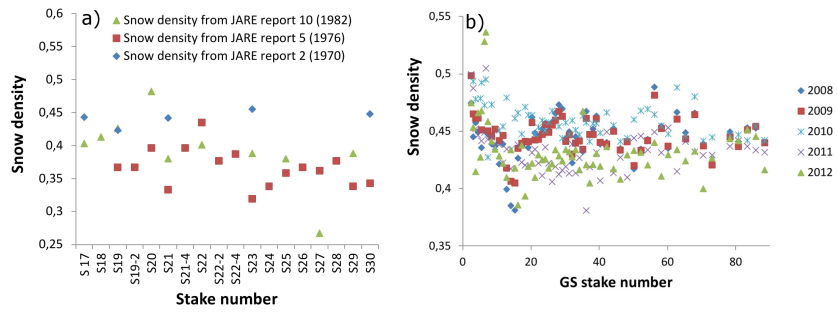 a)
Snow density from JARE report 10 (1982)
Snow density from JARE report 5 (1976)
Snow density from JARE report 2 (1970)
Snow density
0,6
0,55
0,5
0,45
0,4
0,35
0,3
0,25
S 17
S18
S19
S19-2
S20
S21
S21-4
S22
S22-2
S22-4
S23
S24
S25
S26
S27
S28
S29
S30
Stake number
b)
Snow density
0,55
0,5
0,45
0,4
0,35
0
20
40
60
80
GS stake number
2008
2009
2010
2011
2012